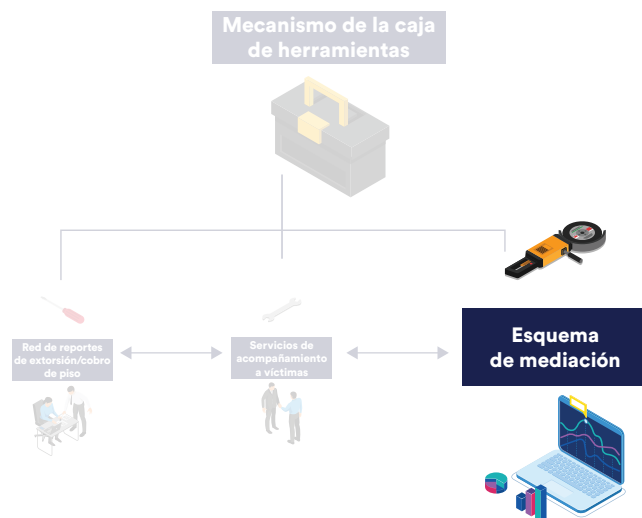 Mecanismo de la caja
de herramientas
Red de reportes
de extorsión/cobro
de piso
Servicios de
acompañamiento
a víctimas
Esquema
de mediación